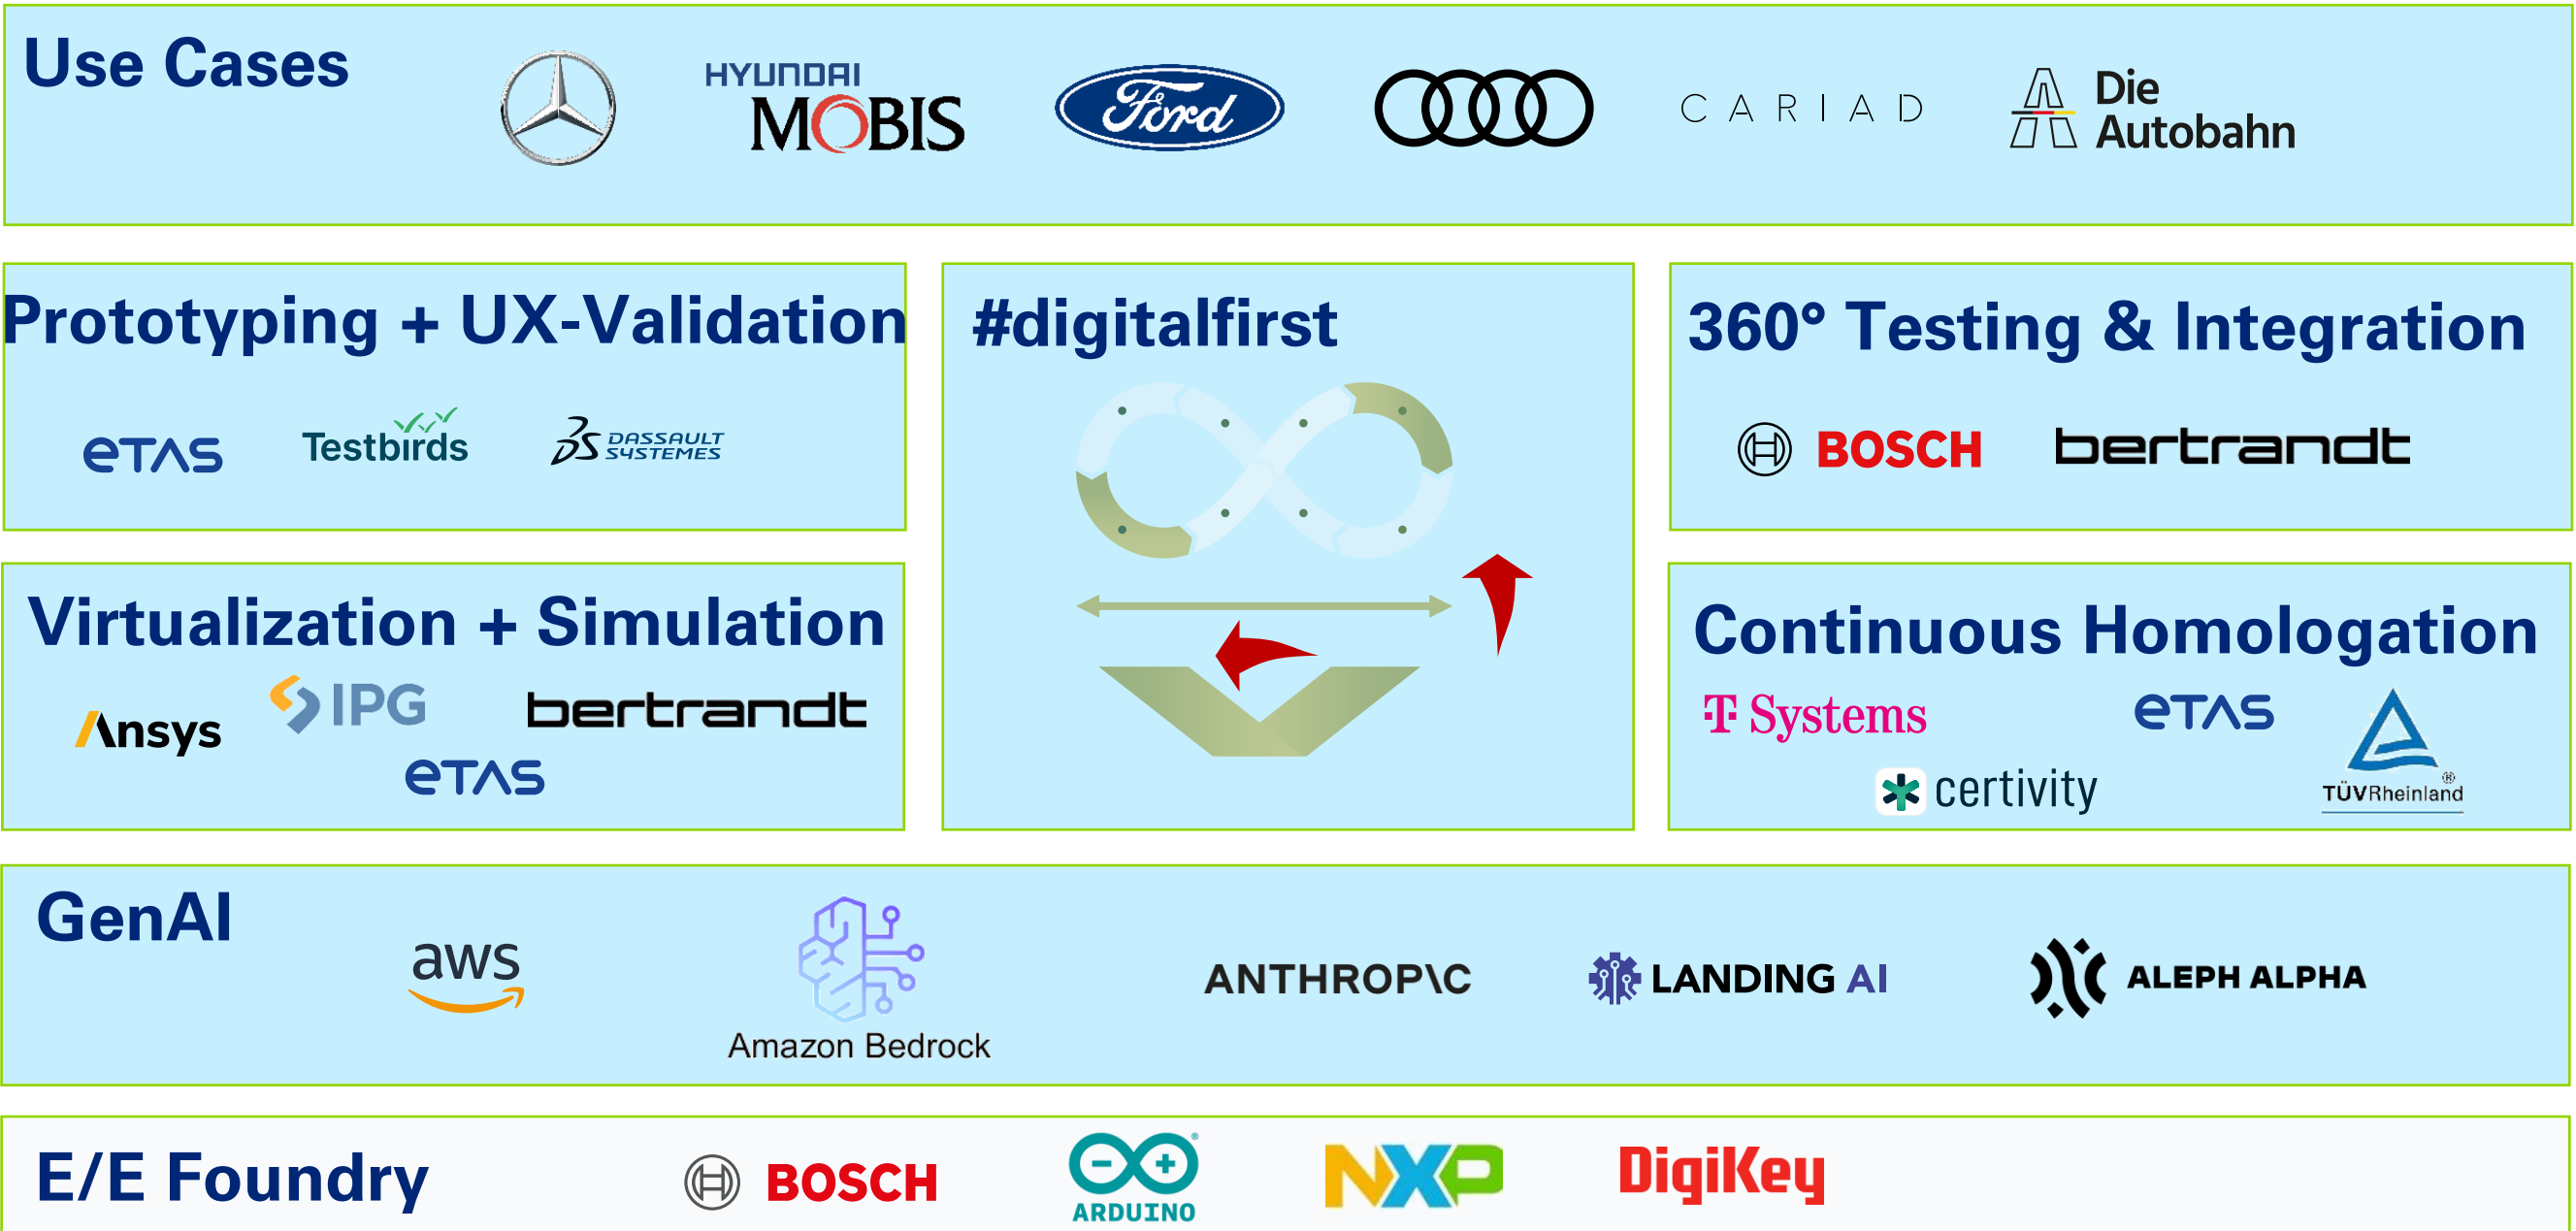 Use Cases
HYUNDAI
MOBIS
Ford
CARIAD
Die
Autobahn
Prototyping + UX-Validation
eTAS
Testbirds
3DS DASSAULT
SYSTEMES
#digitalfirst
360° Testing & Integration
BOSCH
bertrandt
Virtualization + Simulation
Ansys
IPG
bertrandt
eTAS
Continuous Homologation
T Systems
eTAS
certivity
TÜVRheinland
®
GenAI
aws
Amazon Bedrock
ANTHROP\C
LANDING AI
ALEPH ALPHA
E/E Foundry
BOSCH
ARDUINO
®
NXP
DigiKey